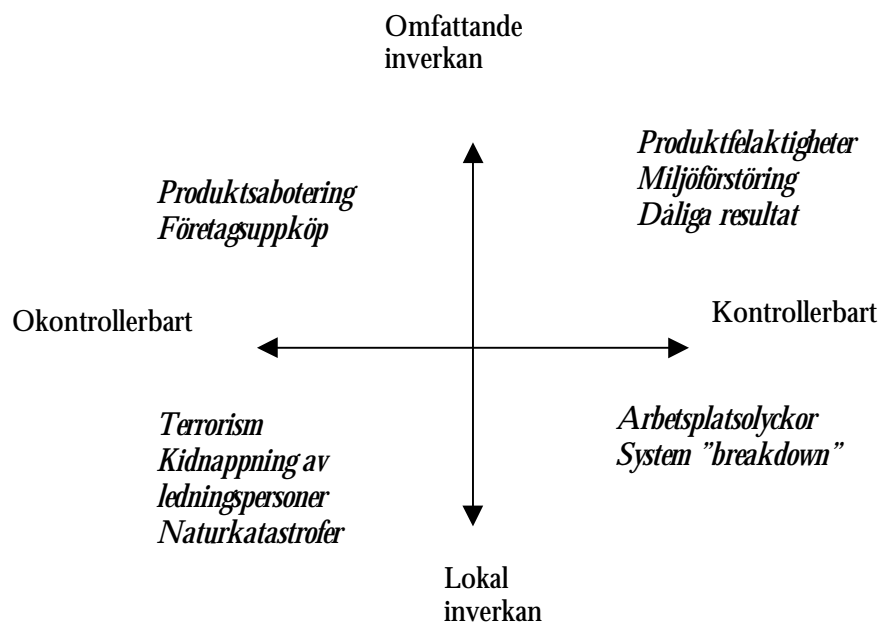 Omfattande
inverkan
Produktfelaktigheter
Miljöförstöring
Dåliga resultat
Produktsabotering
Företagsuppköp
Okontrollerbart
Kontrollerbart
Terrorism
Kidnappning av
ledningspersoner
Naturkatastrofer
Arbetsplatsolyckor
System ”breakdown”
Lokal
inverkan